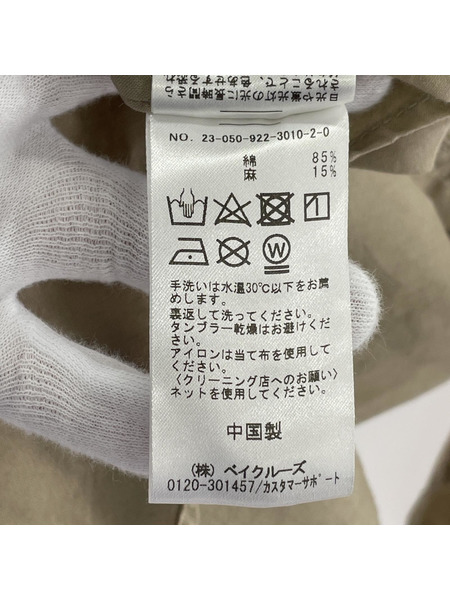 NO. 23-050-922-3010-2-0
綿 85%
麻 15%
手洗いは水温30℃以下をお薦
めします。
裏返して洗ってください。
タンブラー乾燥はお避けくださ
い。
アイロンは当て布を使用してく
ださい。
〈クリーニング店へのお願い〉
ネットを使用してください。
中国製
(株) ベイクルーズ
0120-301457/カスタマーサポート